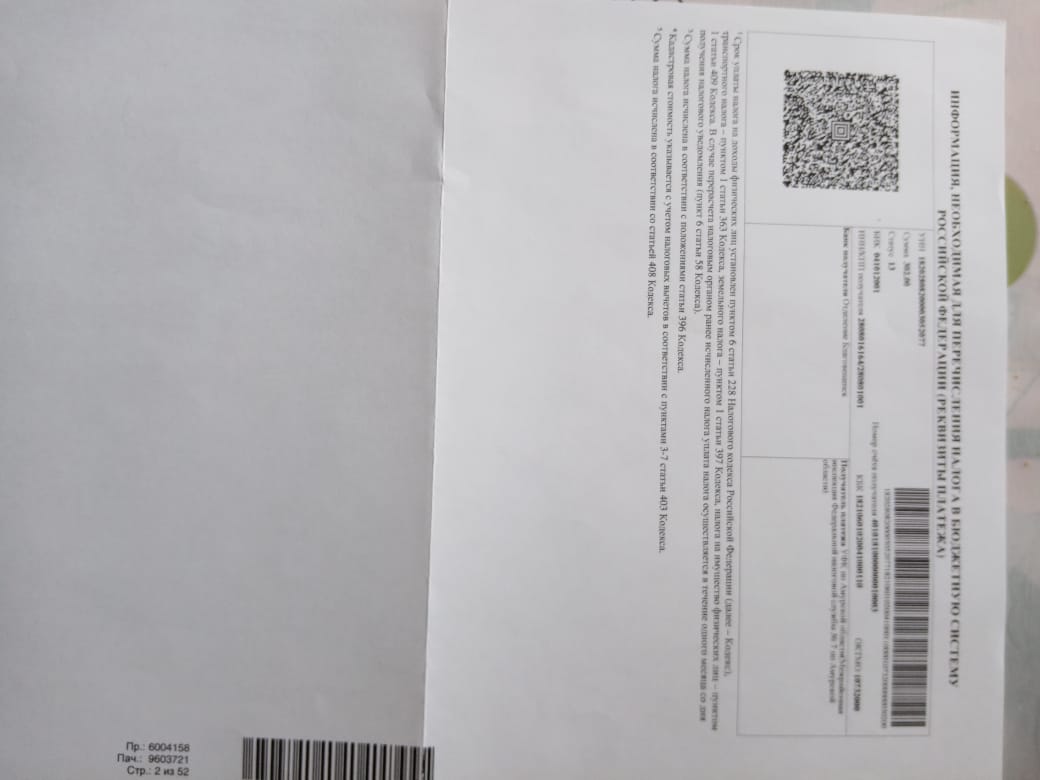 ИНФОРМАЦИЯ, НЕОБХОДИМАЯ ДЛЯ ПЕРЕЧИСЛЕНИЯ НАЛОГА В БЮДЖЕТНУЮ СИСТЕМУ
РОССИЙСКОЙ ФЕДЕРАЦИИ (РЕКВИЗИТЫ ПЛАТЕЖА)
УИН 18202808200003052077
Сумма 302.00
Статус 13
БИК 041012001
Номер счёта получателя 40101810000000010003
ИНН/КПП получателя 2808016164/280801001
КБК 18210601020041000110
ОКТМО 10732000
Банк получателя Отделение Благовещенск
Получатель платежа УФК по Амурской области(Межрайонная
инспекция Федеральной налоговой службы № 7 по Амурской
области)
¹ Срок уплаты налога на доходы физических лиц установлен пунктом 6 статьи 228 Налогового кодекса Российской Федерации (далее – Кодекс),
транспортного налога – пунктом 1 статьи 363 Кодекса, земельного налога – пунктом 1 статьи 397 Кодекса, налога на имущество физических лиц – пунктом
1 статьи 409 Кодекса. В случае перерасчета налоговым органом ранее исчисленного налога уплата налога осуществляется в течение одного месяца со дня
получения налогового уведомления (пункт 6 статьи 58 Кодекса).
³ Сумма налога исчислена в соответствии с положениями статьи 396 Кодекса.
⁴ Кадастровая стоимость указывается с учетом налоговых вычетов в соответствии с пунктами 3-7 статьи 403 Кодекса.
⁵ Сумма налога исчислена в соответствии со статьей 408 Кодекса.
Пр.: 6004158
Пач.: 9603721
Стр.: 2 из 52